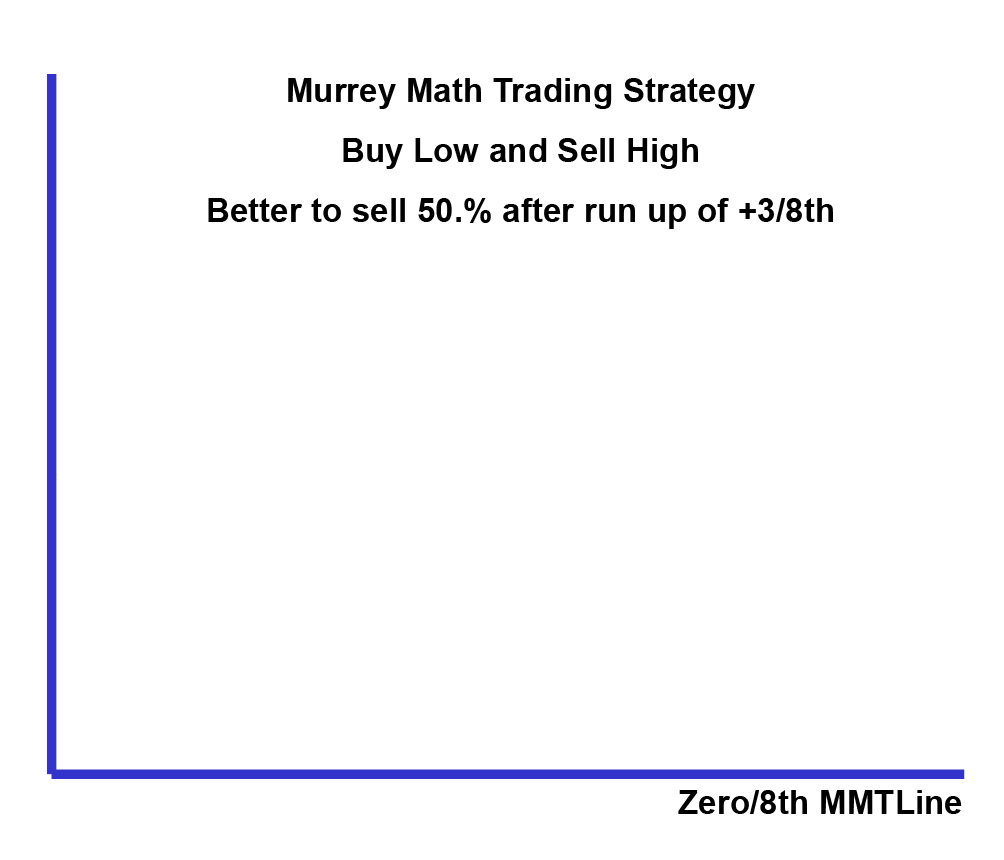 Murrey Math Trading Strategy
Buy Low and Sell High
Better to sell 50.% after run up of +3/8th
Zero/8th MMTLine